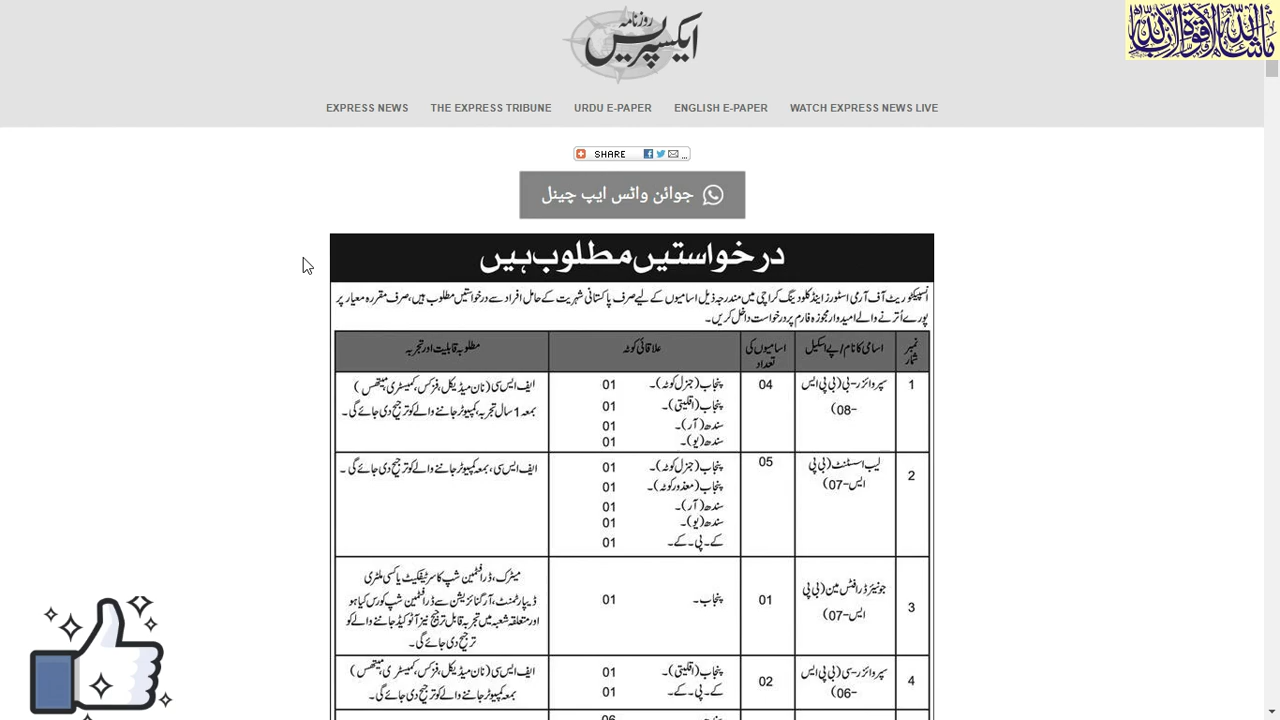 روزنامہ
ایکسپریس
ماشاءاللہ لاقوۃ الا باللہ
EXPRESS NEWS THE EXPRESS TRIBUNE URDU E-PAPER ENGLISH E-PAPER WATCH EXPRESS NEWS LIVE
SHARE ...
جوائن واٹس ایپ چینل
درخواستیں مطلوب ہیں
انسپکٹوریٹ آف آرمی اسٹورز اینڈ کلودینگ کراچی میں مندرجہ ذیل اسامیوں کے لیے صرف پاکستانی شہریت کے حامل افراد سے درخواستیں مطلوب ہیں، صرف مقررہ معیار پر
پورے اُترنے والے امیدوار مجوزہ فارم پر درخواست داخل کریں۔
نمبر شمار اسامی کا نام/پے اسکیل اسامیوں کی تعداد علاقائی کوٹہ مطلوبہ قابلیت اور تجربہ
1 سپروائزر-بی (بی پی ایس 04 پنجاب (جنرل کوٹہ)۔ 01 ایف ایس سی (نان میڈیکل، فزکس، کمیسٹری میتھس)
-08) پنجاب (اقلیتی)۔ 01 بمعہ 1 سال تجربہ، کمپیوٹر جاننے والے کو ترجیح دی جائے گی۔
سندھ (آر)۔ 01
سندھ (یو)۔ 01
2 لیب اسسٹنٹ (بی پی 05 پنجاب (جنرل کوٹہ)۔ 01 ایف ایس سی، بمعہ کمپیوٹر جاننے والے کو ترجیح دی جائے گی۔
ایس-07) پنجاب (معذور کوٹہ)۔ 01
سندھ (آر)۔ 01
سندھ (یو)۔ 01
کے۔ پی۔ کے۔ 01
3 جونیئر ڈرافٹس مین (بی پی 01 پنجاب۔ 01 میٹرک، ڈرافٹمین شپ کا سرٹیفکیٹ یا کسی ملٹری
ایس-07) ڈیپارٹمنٹ، آرگنائزیشن سے ڈرافٹمین شپ کورس کیا ہو
اور متعلقہ شعبہ میں تجربہ قابل ترجیح نیز آٹو کیڈ جاننے والے کو
ترجیح دی جائے گی۔
4 سپروائزر-سی (بی پی ایس 02 پنجاب (اقلیتی)۔ 01 ایف ایس سی (نان میڈیکل، فزکس، کمیسٹری میتھس)
-06) کے۔ پی۔ کے۔ 01 بمعہ کمپیوٹر جاننے والے کو ترجیح دی جائے گی۔